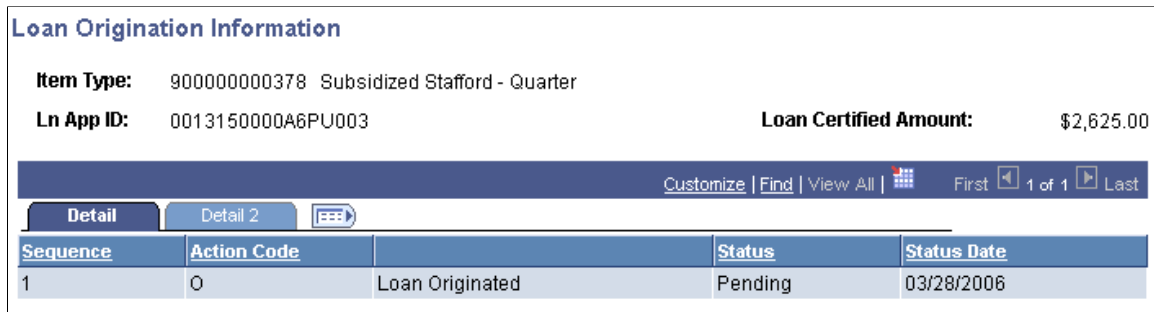 Loan Origination Information
Item Type: 900000000378 Subsidized Stafford - Quarter
Ln App ID: 0013150000A6PU003 Loan Certified Amount: $2,625.00
Customize | Find | View All | First 1 of 1 Last
Detail Detail 2
Sequence Action Code Status Status Date
1 O Loan Originated Pending 03/28/2006